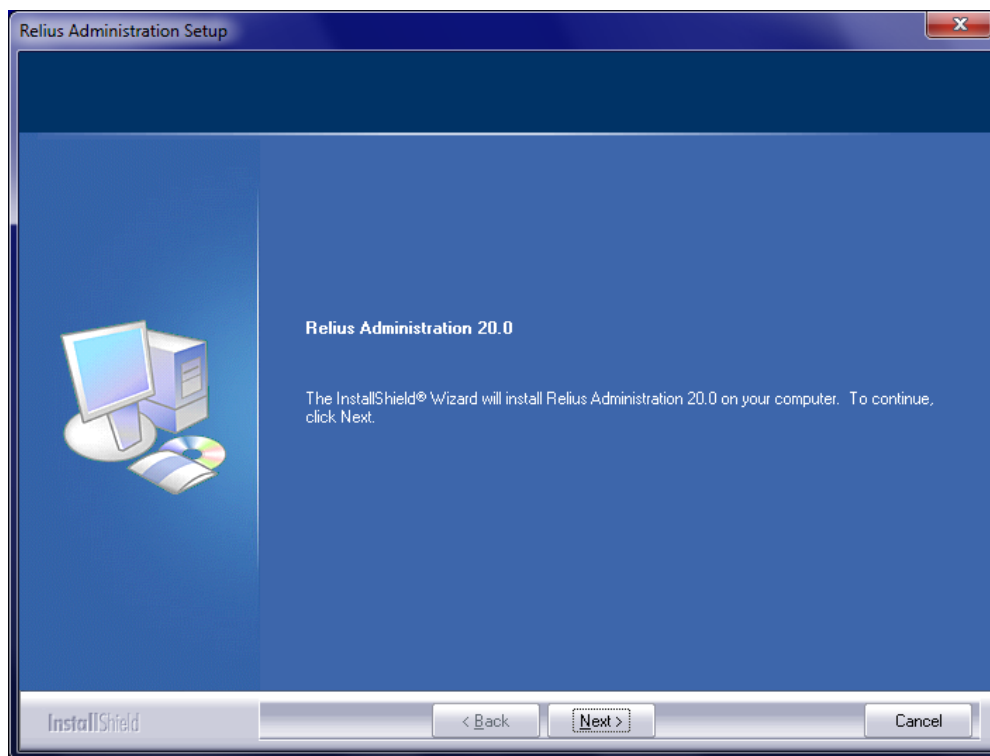 Relius Administration Setup
Relius Administration 20.0
The InstallShield® Wizard will install Relius Administration 20.0 on your computer.  To continue,
click Next.
InstallShield
< Back
Next >
Cancel